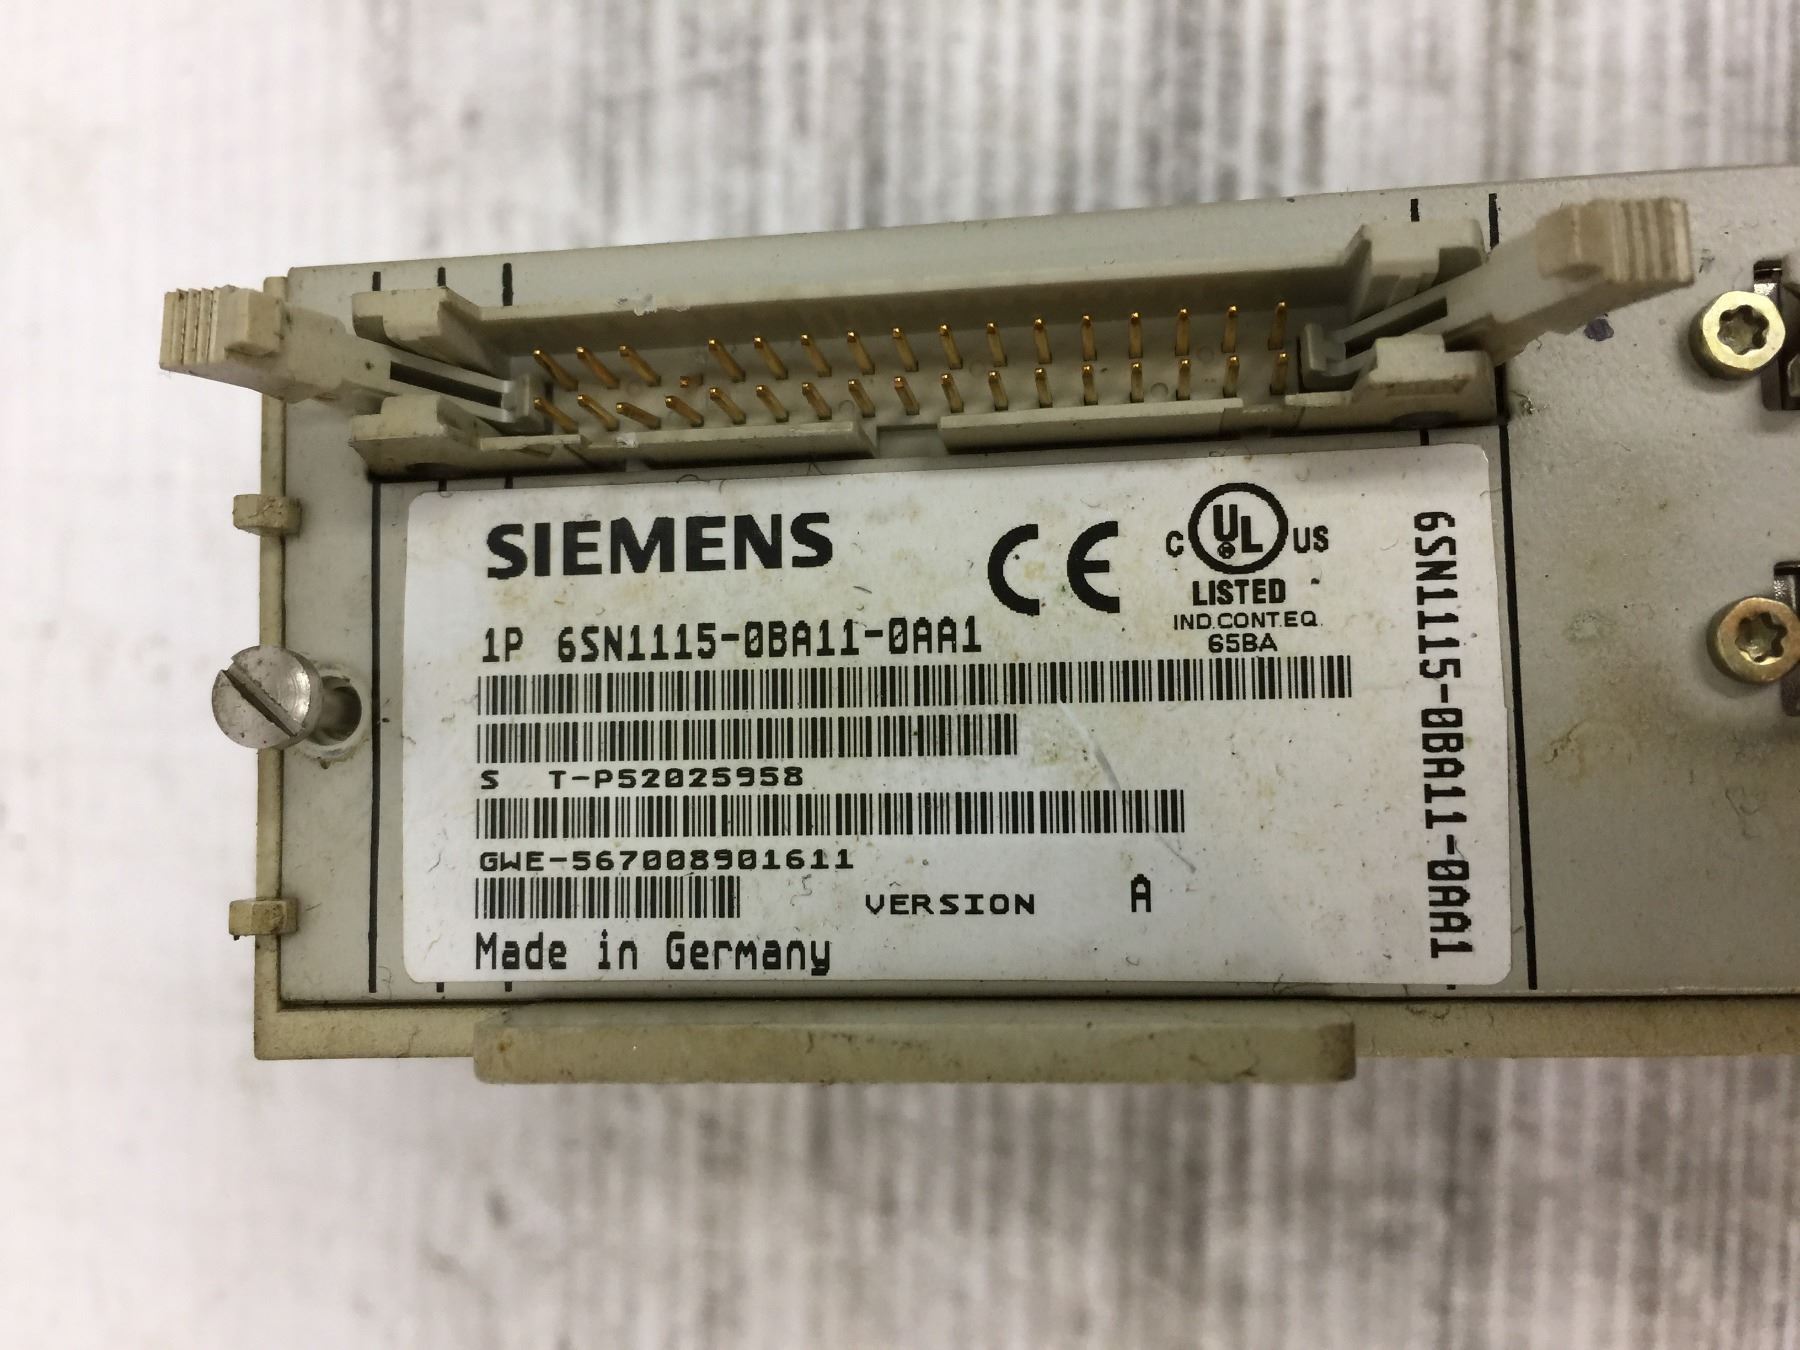 SIEMENS
CE
C UL US
®
LISTED
IND.CONT.EQ.
65BA
1P 6SN1115-0BA11-0AA1
S T-P52025958
GWE-567008901611
VERSION A
Made in Germany
6SN1115-0BA11-0AA1